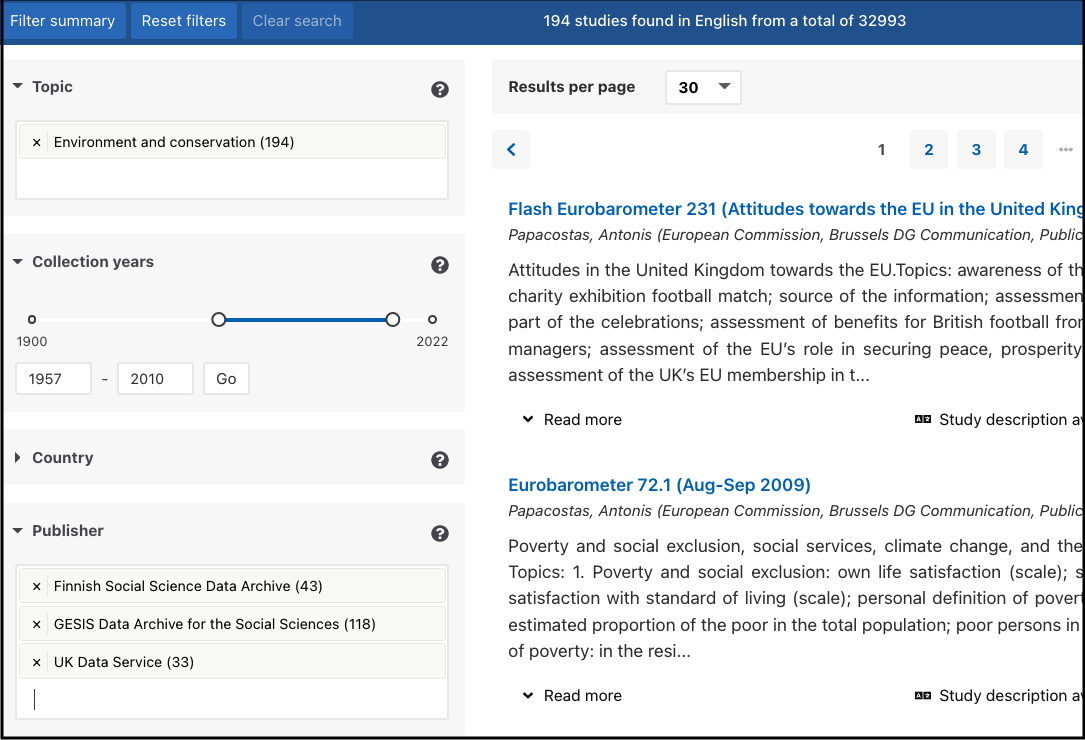 Filter summary Reset filters Clear search 194 studies found in English from a total of 32993
Topic
× Environment and conservation (194)
Collection years
1900 2022
1957 - 2010 Go
Country
Publisher
× Finnish Social Science Data Archive (43)
× GESIS Data Archive for the Social Sciences (118)
× UK Data Service (33)
Results per page 30
1 2 3 4 ...
Flash Eurobarometer 231 (Attitudes towards the EU in the United King
Papacostas, Antonis (European Commission, Brussels DG Communication, Public
Attitudes in the United Kingdom towards the EU.Topics: awareness of th
charity exhibition football match; source of the information; assessmen
part of the celebrations; assessment of benefits for British football fro
managers; assessment of the EU's role in securing peace, prosperity
assessment of the UK's EU membership in t...
Read more Study description av
Eurobarometer 72.1 (Aug-Sep 2009)
Papacostas, Antonis (European Commission, Brussels DG Communication, Public
Poverty and social exclusion, social services, climate change, and the
Topics: 1. Poverty and social exclusion: own life satisfaction (scale); s
satisfaction with standard of living (scale); personal definition of povert
estimated proportion of the poor in the total population; poor persons in
of poverty: in the resi...
Read more Study description av